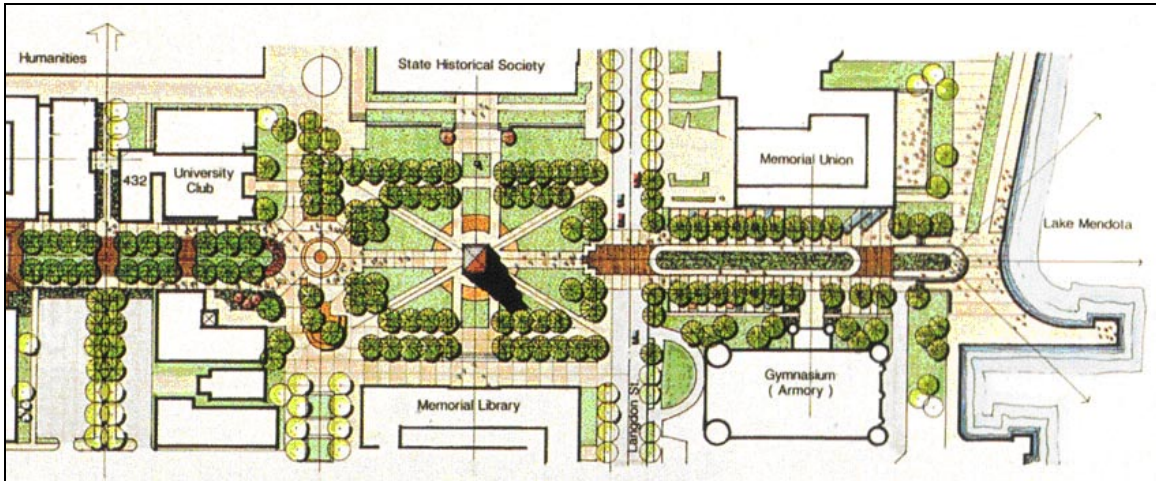 Humanities
State Historical Society
University
Club
432
Memorial Union
Lake Mendota
Langdon St.
Gymnasium
( Armory )
Memorial Library